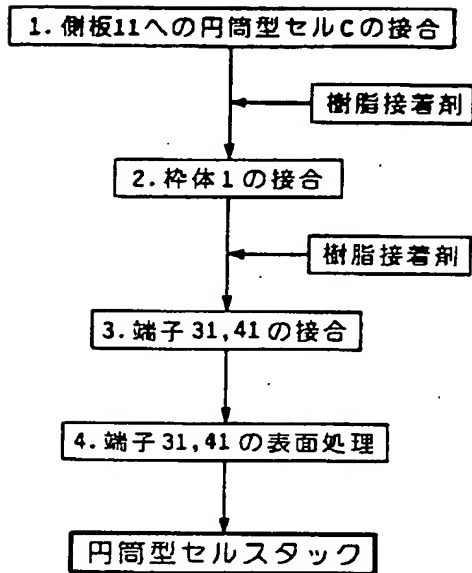 1.側板11への円筒型セルCの接合
樹脂接着剤
2.枠体1の接合
樹脂接着剤
3.端子31,41の接合
4.端子31,41の表面処理
円筒型セルスタック